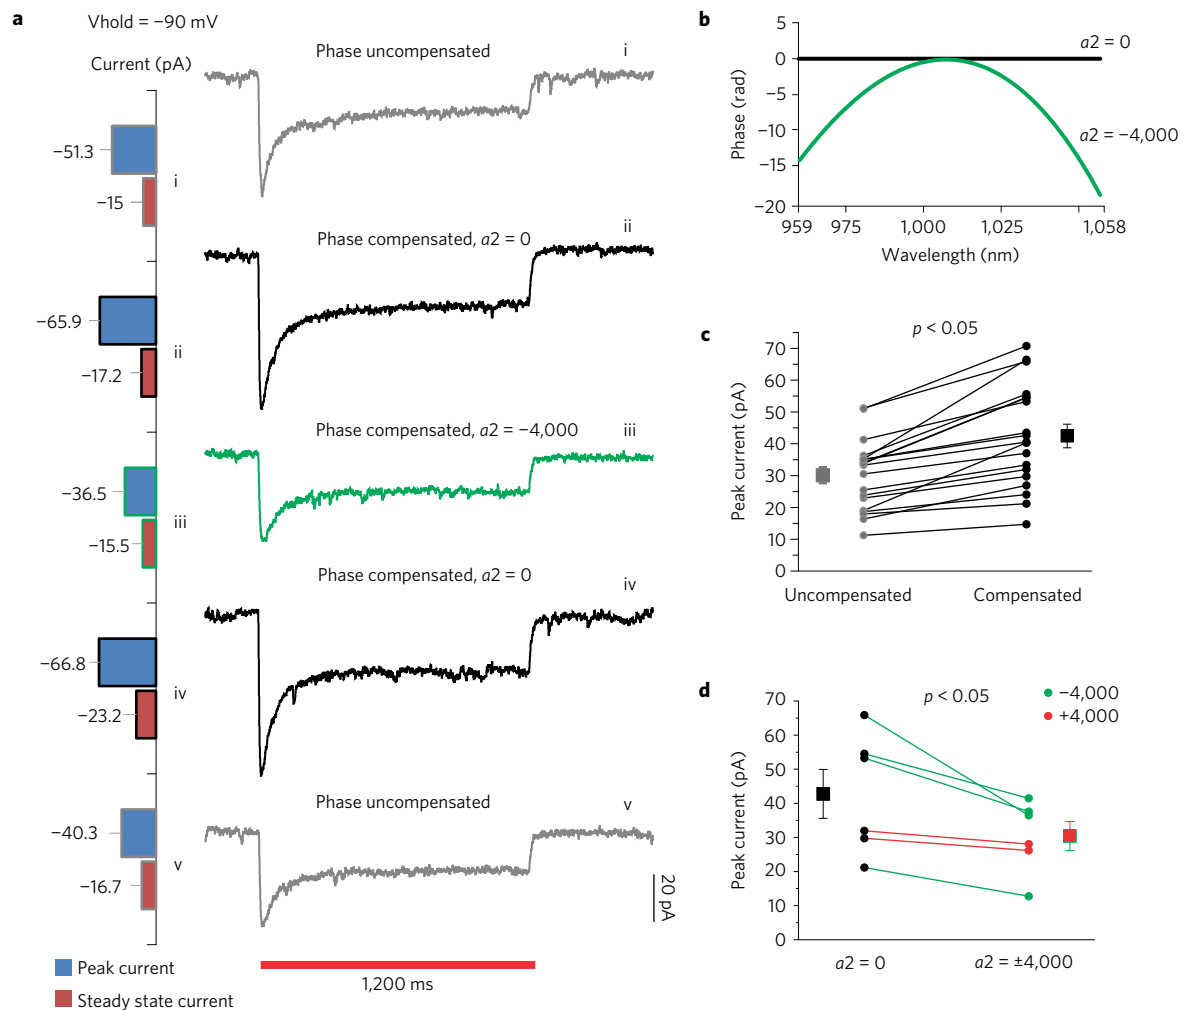 a
Vhold = −90 mV
Current (pA)
−51.3
i
−15
−65.9
ii
−17.2
−36.5
iii
−15.5
−66.8
iv
−23.2
−40.3
v
−16.7
Peak current
Steady state current
Phase uncompensated
i
Phase compensated, a2 = 0
ii
Phase compensated, a2 = −4,000
iii
Phase compensated, a2 = 0
iv
Phase uncompensated
v
20 pA
1,200 ms
b
5
0
−5
−10
−15
−20
Phase (rad)
a2 = 0
a2 = −4,000
959
975
1,000
1,025
1,058
Wavelength (nm)
c
p < 0.05
70
60
50
40
30
20
10
0
Peak current (pA)
Uncompensated
Compensated
d
p < 0.05
−4,000
+4,000
70
60
50
40
30
20
10
0
Peak current (pA)
a2 = 0
a2 = ±4,000